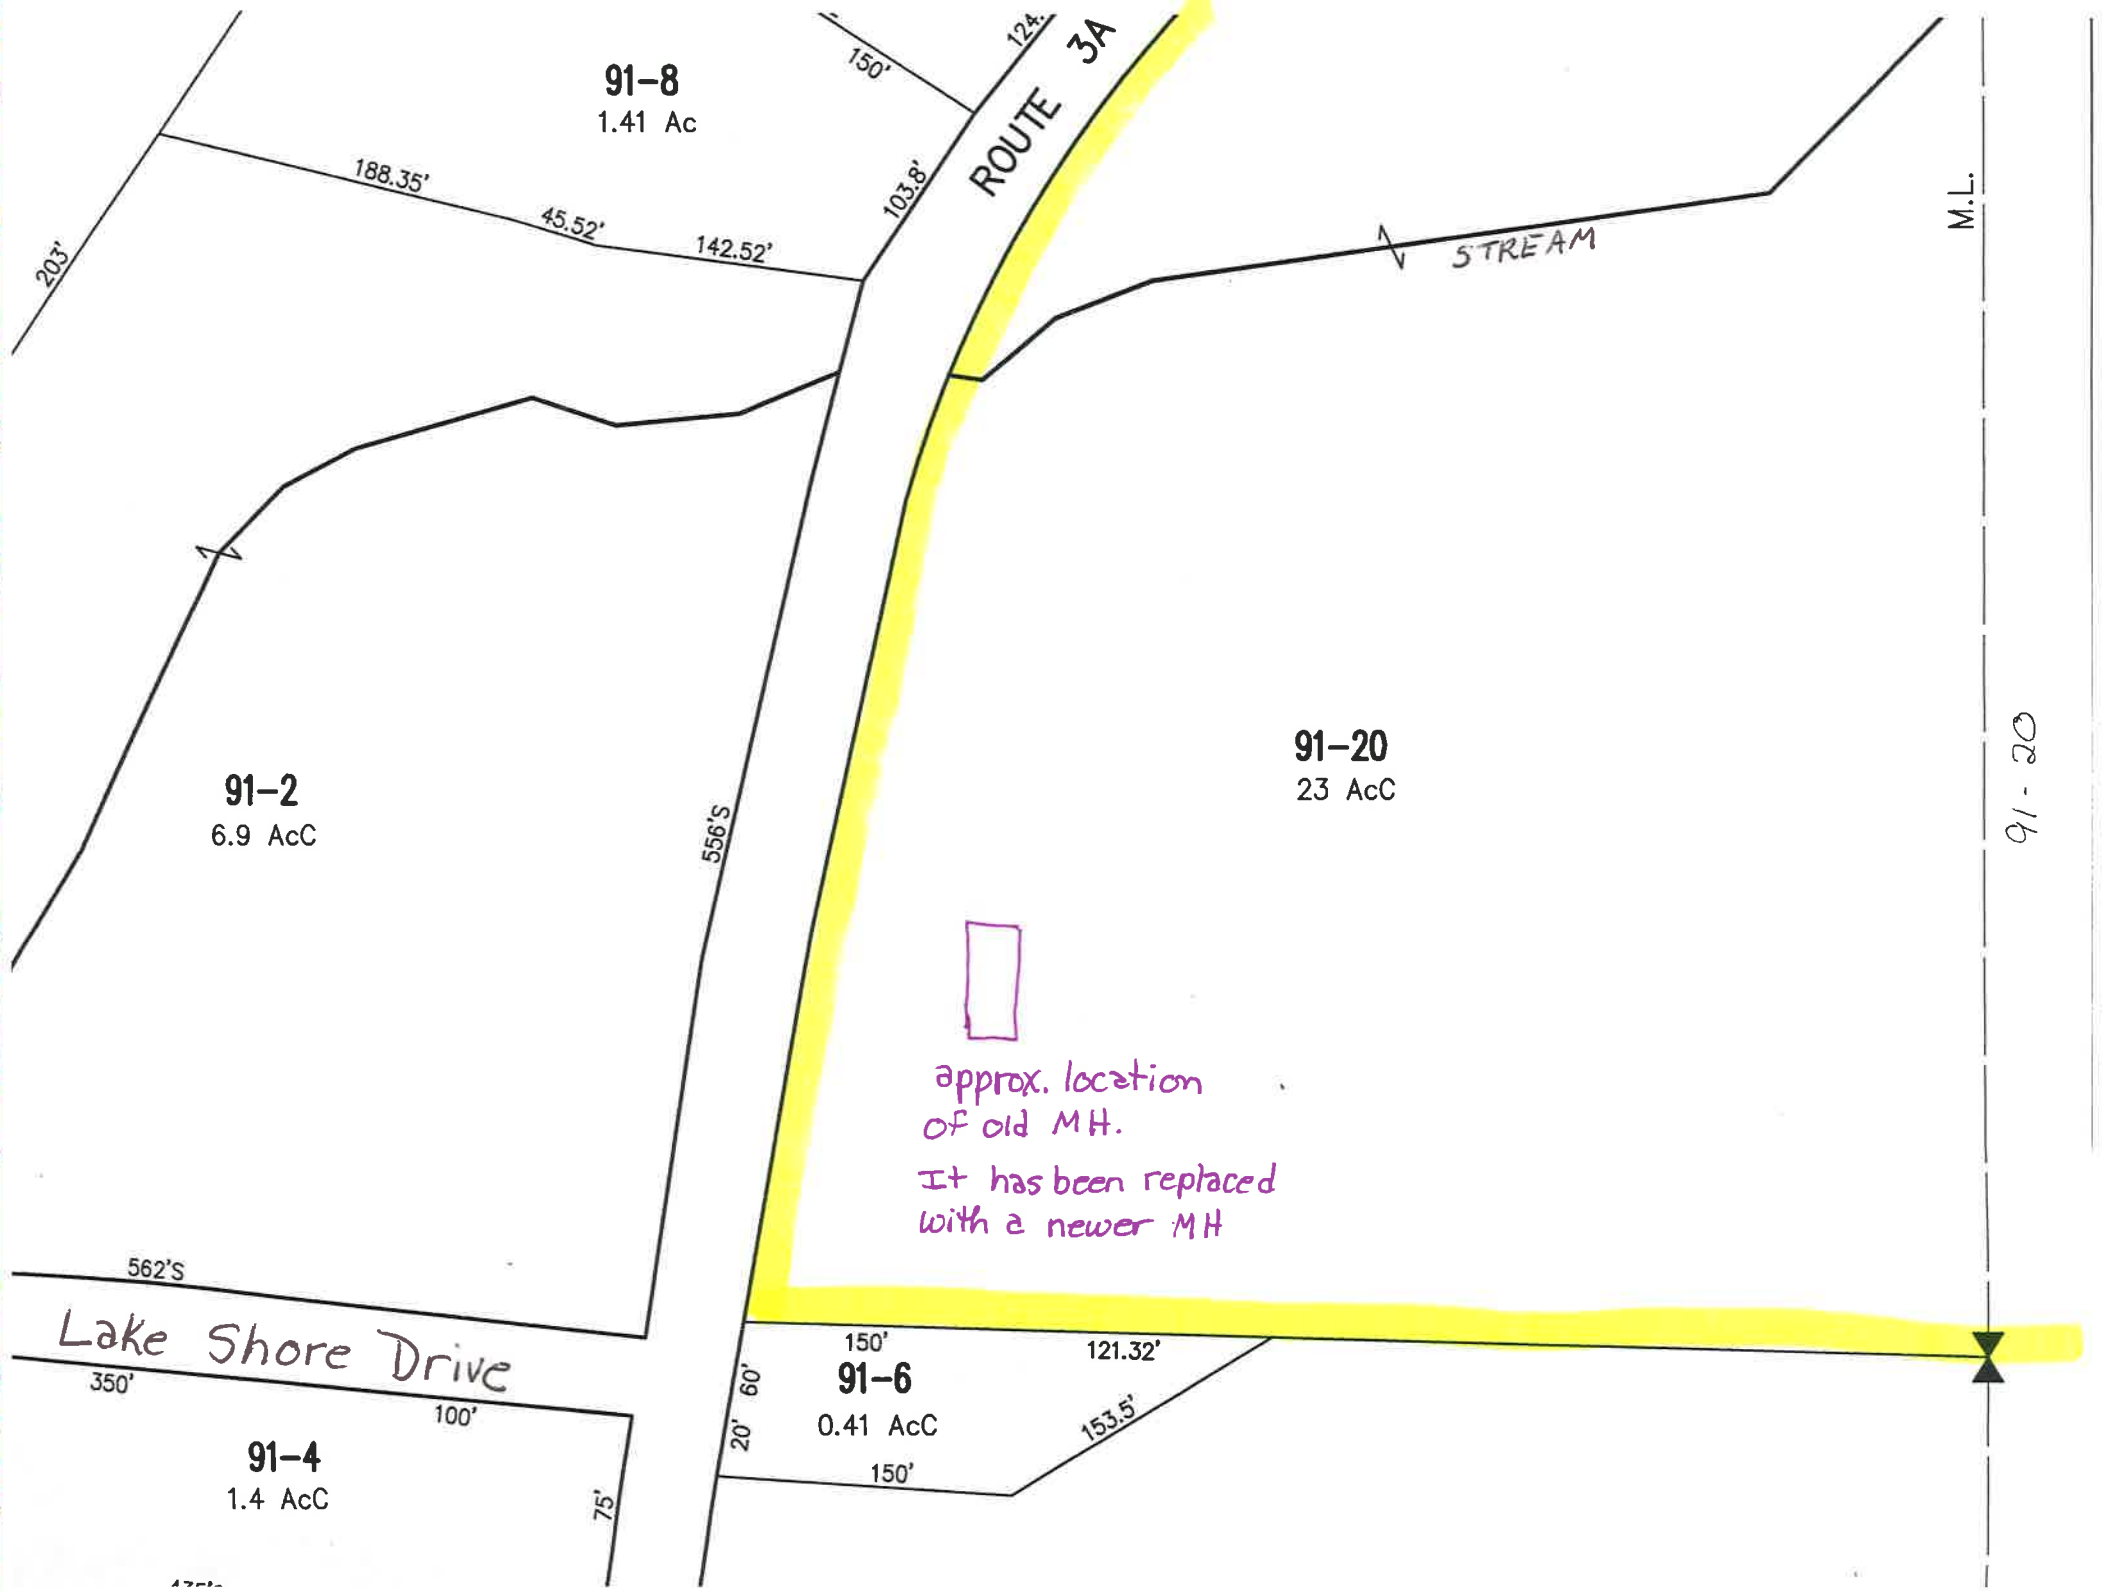 91-8
1.41 Ac
150'
124.
ROUTE 3A
188.35'
45.52'
142.52'
103.8'
203'
STREAM
M.L.
91-2
6.9 AcC
556'S
91-20
23 AcC
91-20
approx. location
of old MH.
It has been replaced
with a newer MH
562'S
Lake Shore Drive
350'
100'
91-4
1.4 AcC
75'
150'
121.32'
91-6
0.41 AcC
60'
20'
153.5'
150'